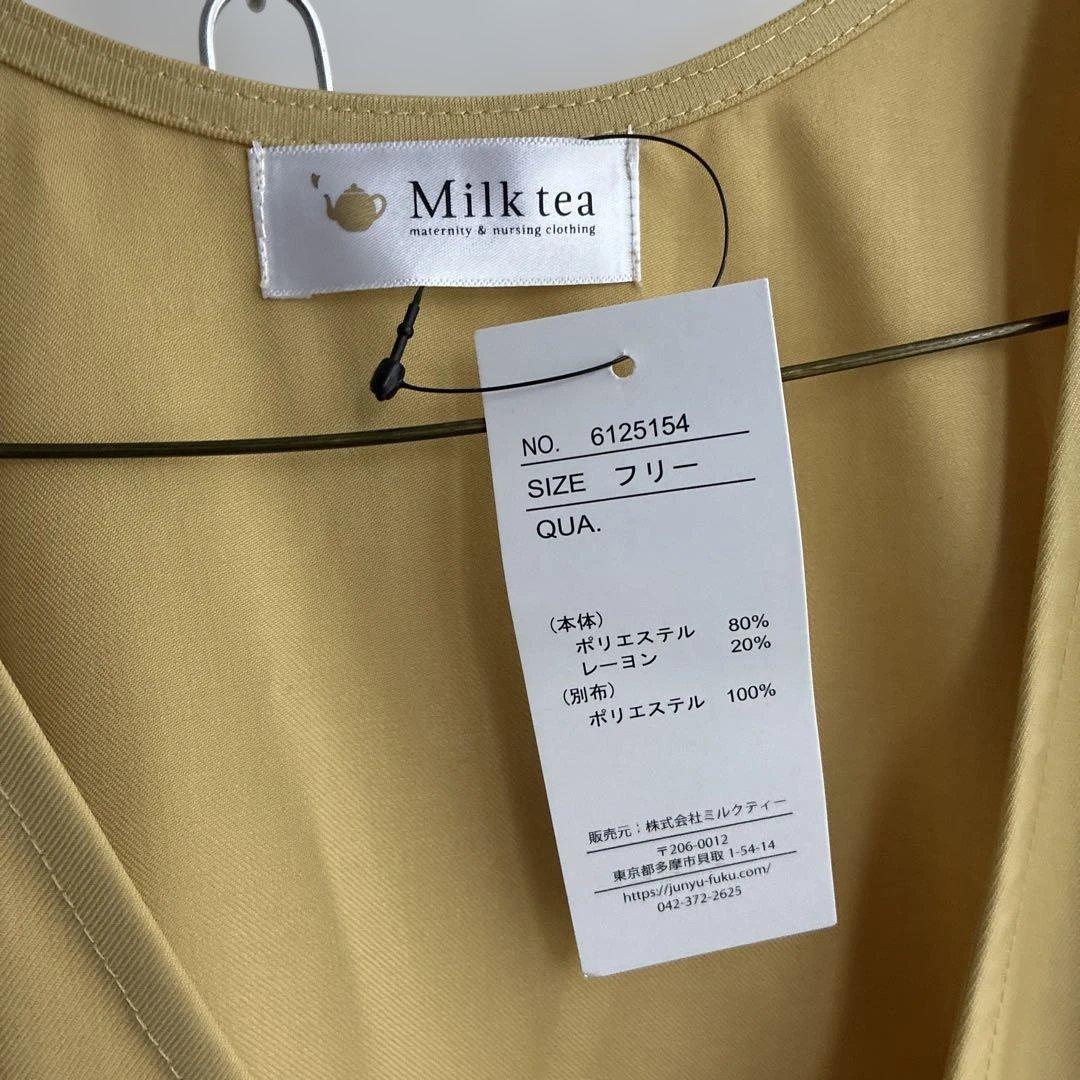 Milk tea
maternity & nursing clothing
NO. 6125154
SIZE フリー
QUA.
(本体)
ポリエステル 80%
レーヨン 20%
(別布)
ポリエステル 100%
販売元:株式会社ミルクティー
〒206-0012
東京都多摩市貝取 1-54-14
https://junyu-fuku.com/
042-372-2625